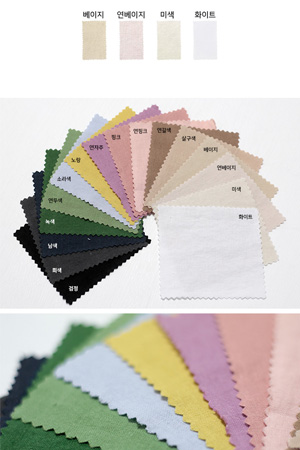 베이지 연베이지 미색 화이트
핑크
연핑크
연갈색
살구색
베이지
연베이지
미색
화이트
연자주
노랑
소라색
연두색
녹색
남색
회색
검정